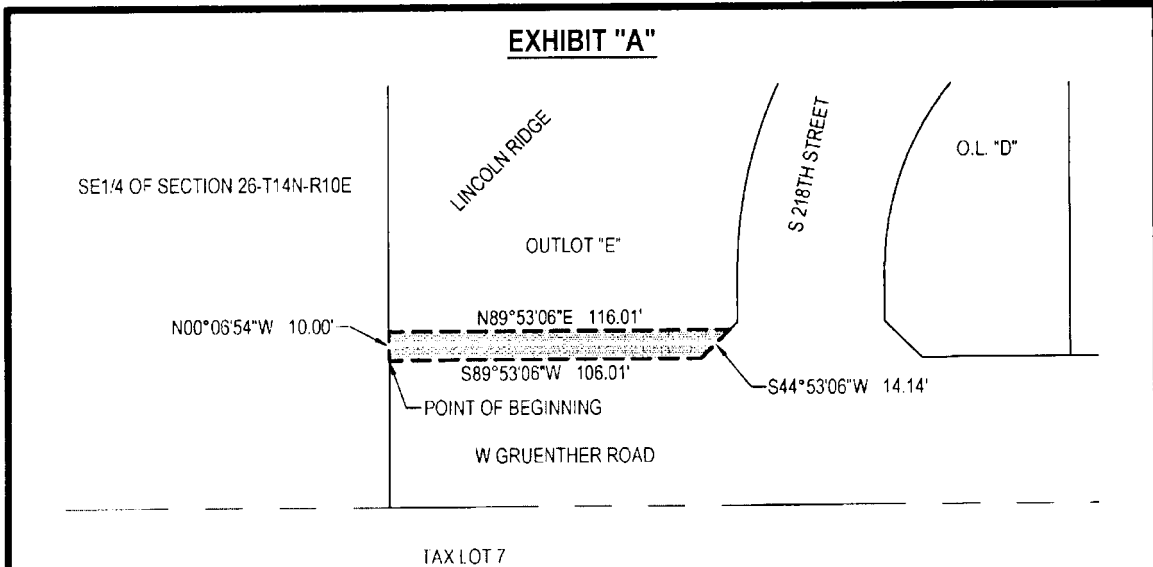 EXHIBIT "A"
SE1/4 OF SECTION 26-T14N-R10E
LINCOLN RIDGE
S 218TH STREET
O.L. "D"
OUTLOT "E"
N00°06'54"W 10.00'
N89°53'06"E 116.01'
S89°53'06"W 106.01'
S44°53'06"W 14.14'
POINT OF BEGINNING
W GRUENTHER ROAD
TAX LOT 7